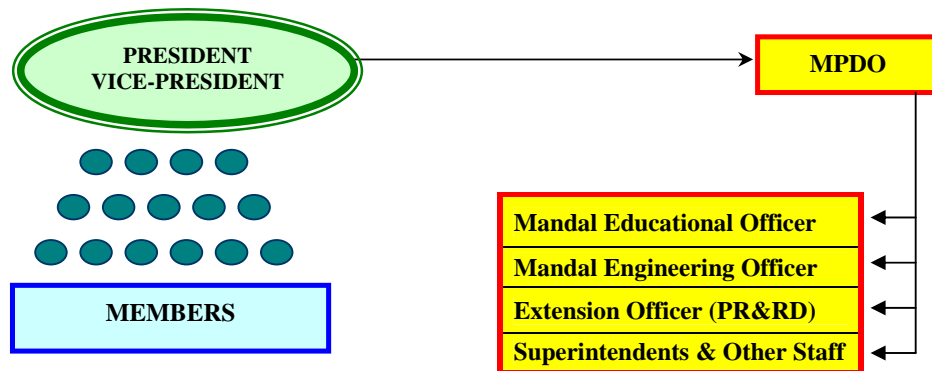 PRESIDENT
VICE-PRESIDENT
MPDO
Mandal Educational Officer
Mandal Engineering Officer
Extension Officer (PR&RD)
Superintendents & Other Staff
MEMBERS